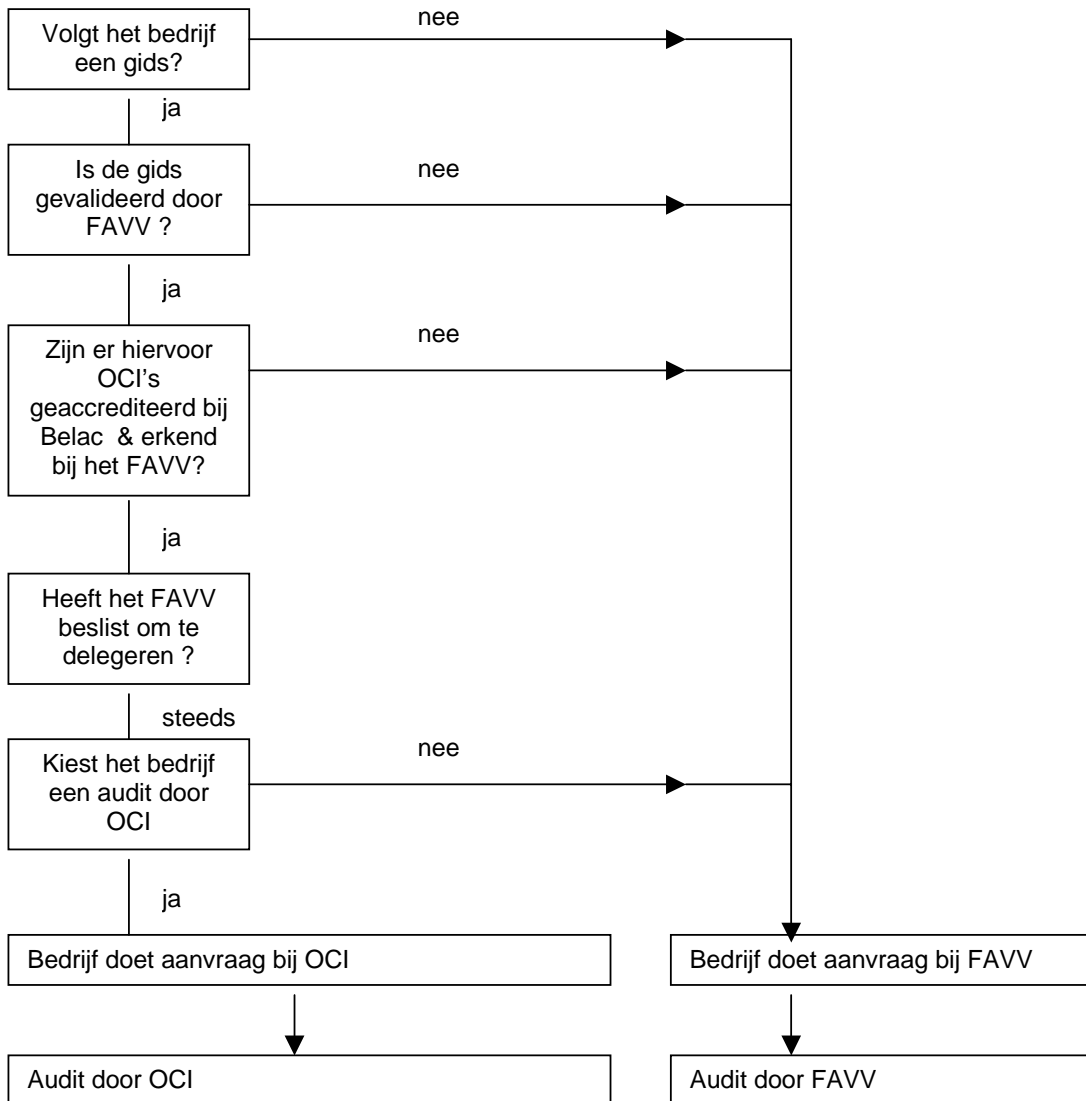 Volgt het bedrijf
een gids?
nee
ja
Is de gids
gevalideerd door
FAVV ?
nee
ja
Zijn er hiervoor
OCI's
geaccrediteerd bij
Belac & erkend
bij het FAVV?
nee
ja
Heeft het FAVV
beslist om te
delegeren ?
steeds
Kiest het bedrijf
een audit door
OCI
nee
ja
Bedrijf doet aanvraag bij OCI
Bedrijf doet aanvraag bij FAVV
Audit door OCI
Audit door FAVV